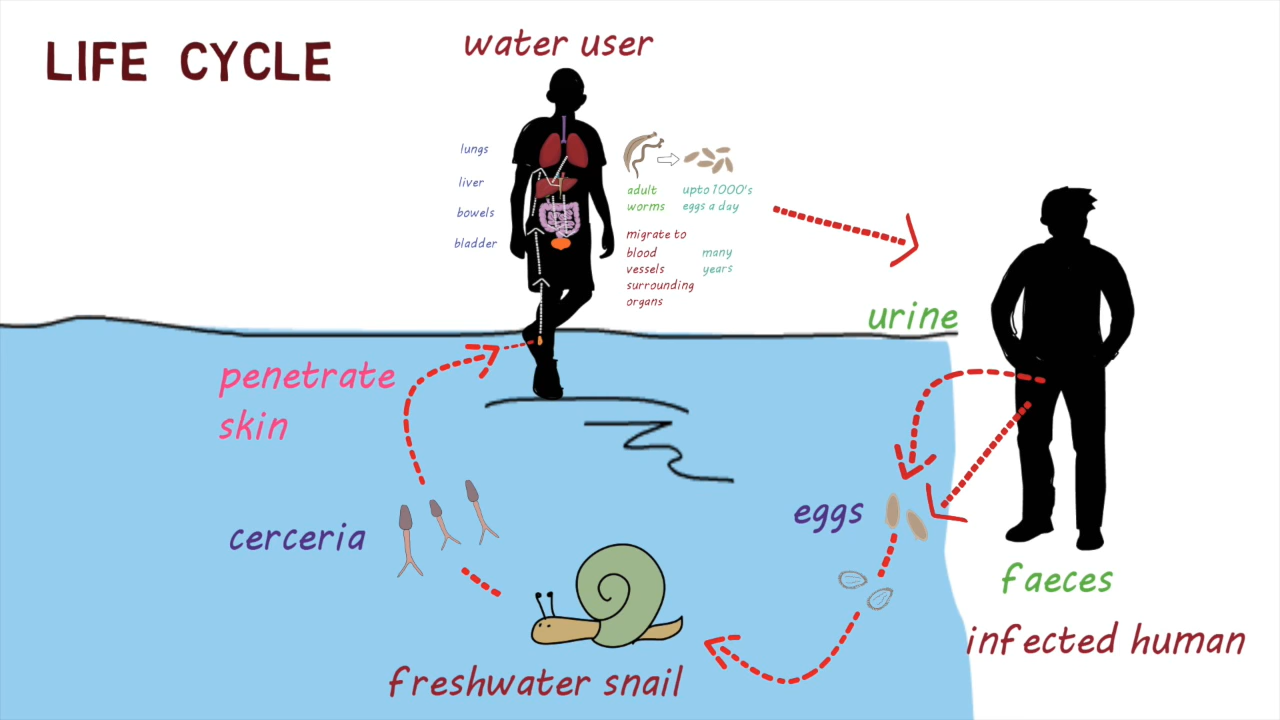 LIFE CYCLE
water user
lungs
liver
bowels
bladder
adult
worms
upto 1000's
eggs a day
migrate to
blood
vessels
surrounding
organs
many
years
urine
penetrate
skin
cerceria
eggs
faeces
infected human
freshwater snail